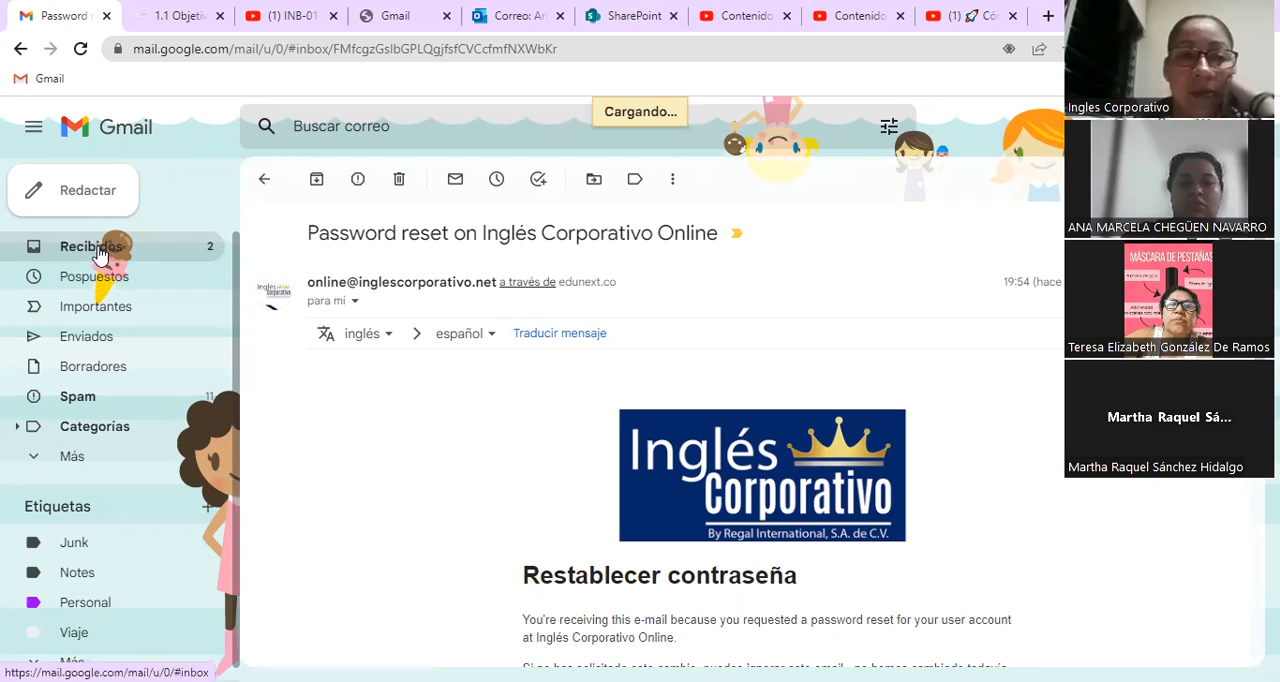 Password r
1.1 Objeti
(1) INB-01
Gmail
Correo: An
SharePoint
Contenido
Contenido
(1) 🚀 Có
mail.google.com/mail/u/0/#inbox/FMfcgzGslbGPLQgjfsfCVCcfmfNXWbKr
Gmail
Gmail
Buscar correo
Cargando...
Redactar
Recibidos 2
Pospuestos
Importantes
Enviados
Borradores
Spam 11
Categorías
Más
Etiquetas
Junk
Notes
Personal
Viaje
Más
https://mail.google.com/mail/u/0/#inbox
Password reset on Inglés Corporativo Online
online@inglescorporativo.net a través de edunext.co
19:54 (hace
para mí
inglés
español
Traducir mensaje
Inglés
Corporativo
By Regal International, S.A. de C.V.
Restablecer contraseña
You're receiving this e-mail because you requested a password reset for your user account
at Inglés Corporativo Online.
Ingles Corporativo
ANA MARCELA CHEGÜEN NAVARRO
MÁSCARA DE PESTAÑAS
Teresa Elizabeth González De Ramos
Martha Raquel Sá...
Martha Raquel Sánchez Hidalgo